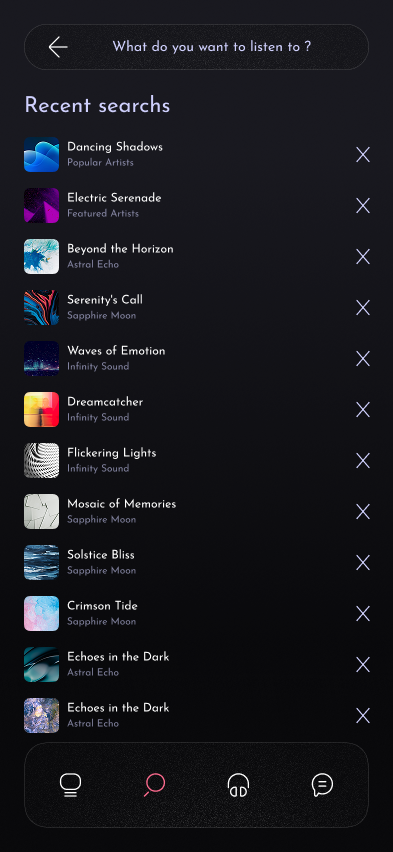 What do you want to listen to ?
Recent searchs
Dancing Shadows
Popular Artists
Electric Serenade
Featured Artists
Beyond the Horizon
Astral Echo
Serenity's Call
Sapphire Moon
Waves of Emotion
Infinity Sound
Dreamcatcher
Infinity Sound
Flickering Lights
Infinity Sound
Mosaic of Memories
Sapphire Moon
Solstice Bliss
Sapphire Moon
Crimson Tide
Sapphire Moon
Echoes in the Dark
Astral Echo
Echoes in the Dark
Astral Echo